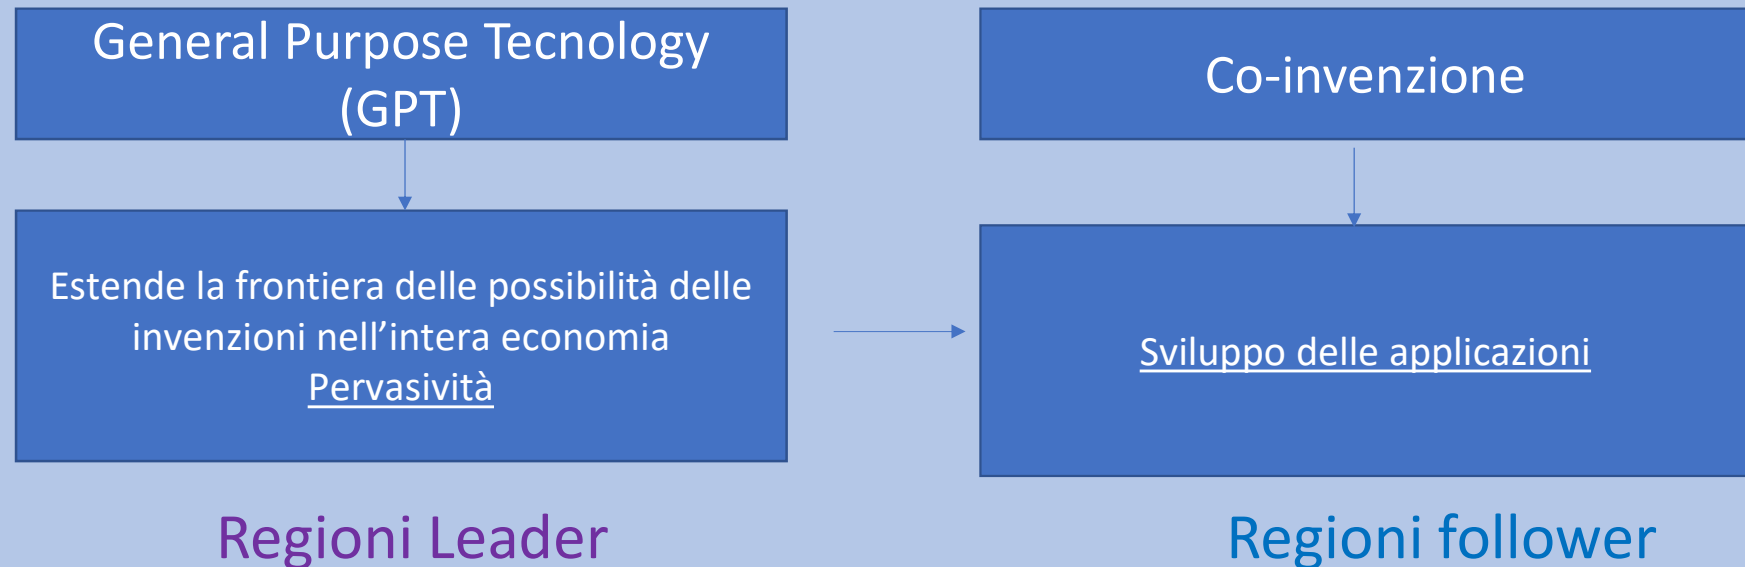 General Purpose Tecnology
(GPT)
Co-invenzione
Estende la frontiera delle possibilità delle
invenzioni nell’intera economia
Pervasività
Sviluppo delle applicazioni
Regioni Leader
Regioni follower